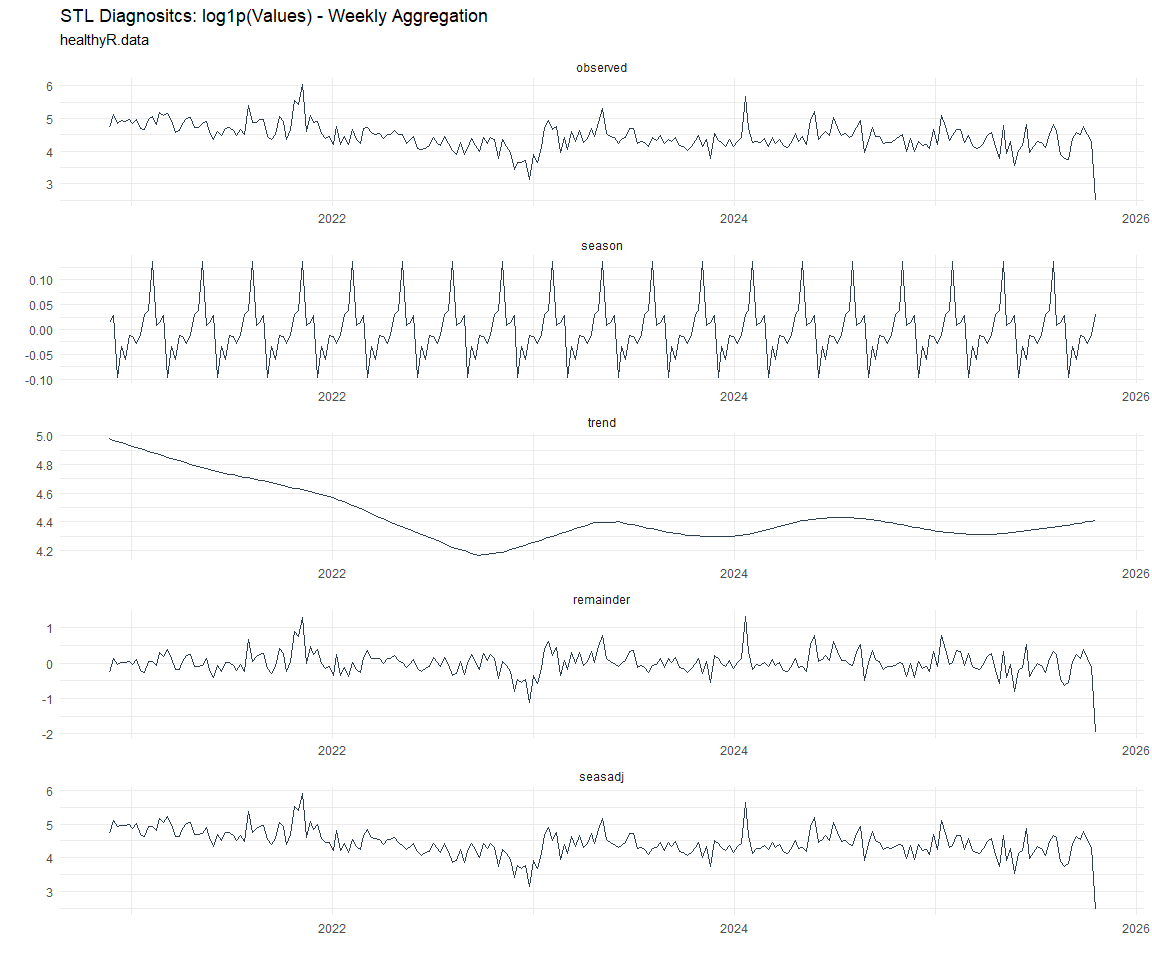 STL Diagnositcs: log1p(Values) - Weekly Aggregation
healthyR.data
observed
6
5
4
3
2022 2024 2026
season
0.10
0.05
0.00
-0.05
-0.10
2022 2024 2026
trend
5.0
4.8
4.6
4.4
4.2
2022 2024 2026
remainder
1
0
-1
-2
2022 2024 2026
seasadj
6
5
4
3
2022 2024 2026